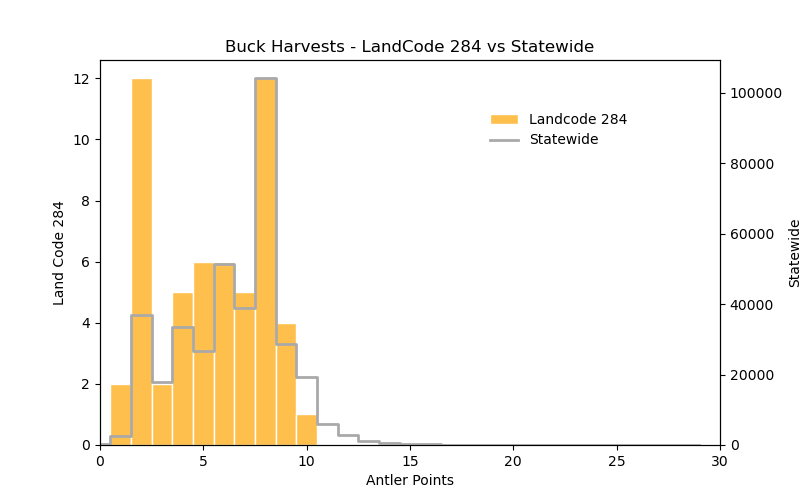 Buck Harvests - LandCode 284 vs Statewide
12
10
8
6
4
2
0
Land Code 284
Landcode 284
Statewide
100000
80000
60000
40000
20000
0
Statewide
0 5 10 15 20 25 30
Antler Points